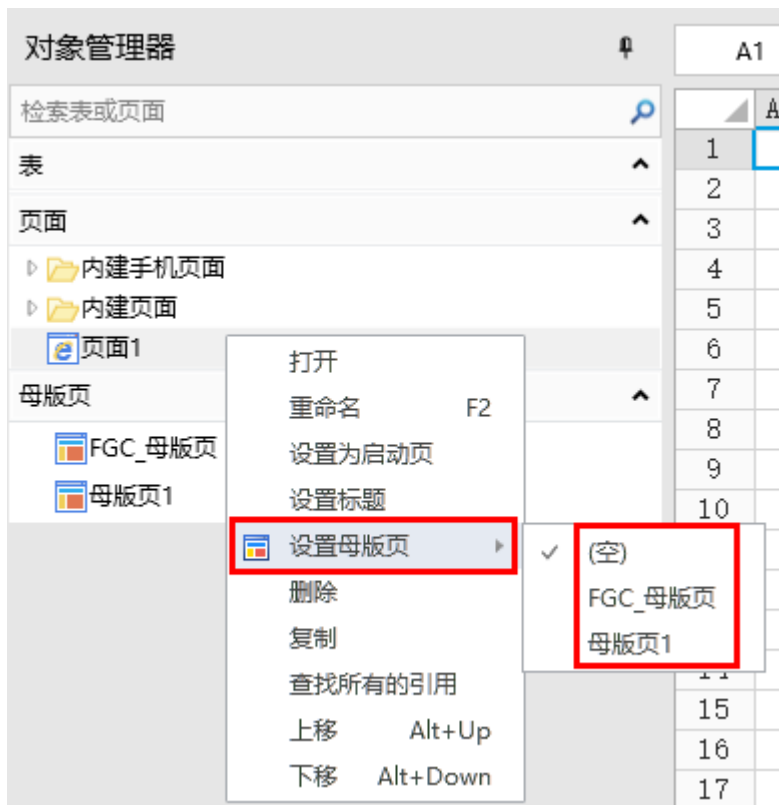 对象管理器
A1
检索表或页面
A
表
1
2
页面
3
内建手机页面
4
内建页面
5
页面1
6
打开
母版页
7
重命名 F2
8
FGC_母版页
设置为启动页
9
母版页1
设置标题
10
设置母版页
(空)
删除
FGC_母版页
复制
母版页1
查找所有的引用
15
上移 Alt+Up
16
下移 Alt+Down
17